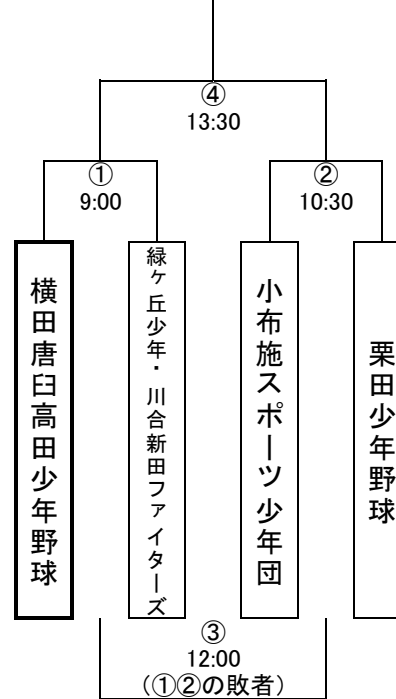 ④
13:30
①
9:00
②
10:30
横田唐臼高田少年野球
緑ヶ丘少年・川合新田ファイターズ
小布施スポーツ少年団
栗田少年野球
③
12:00
(①②の敗者)